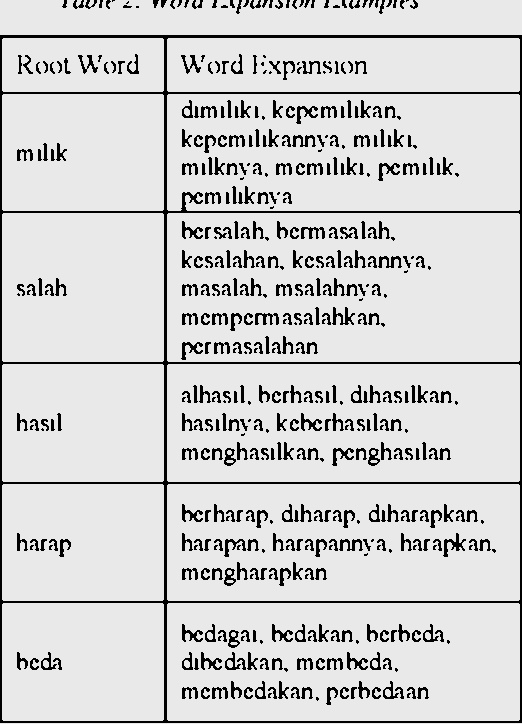 Table 2. Word Expansion Examples
Root Word
Word Expansion
milik
dimiliki, kepemilikan,
kepemilikannya, miliki,
milknya, memiliki, pemilik,
pemiliknya
salah
bersalah, bermasalah,
kesalahan, kesalahannya,
masalah, msalahnya,
mempermasalahkan,
permasalahan
hasil
alhasil, berhasil, dihasilkan,
hasilnya, keberhasilan,
menghasilkan, penghasilan
harap
berharap, diharap, diharapkan,
harapan, harapannya, harapkan,
mengharapkan
beda
bedagai, bedakan, berbeda,
dibedakan, membeda,
membedakan, perbedaan